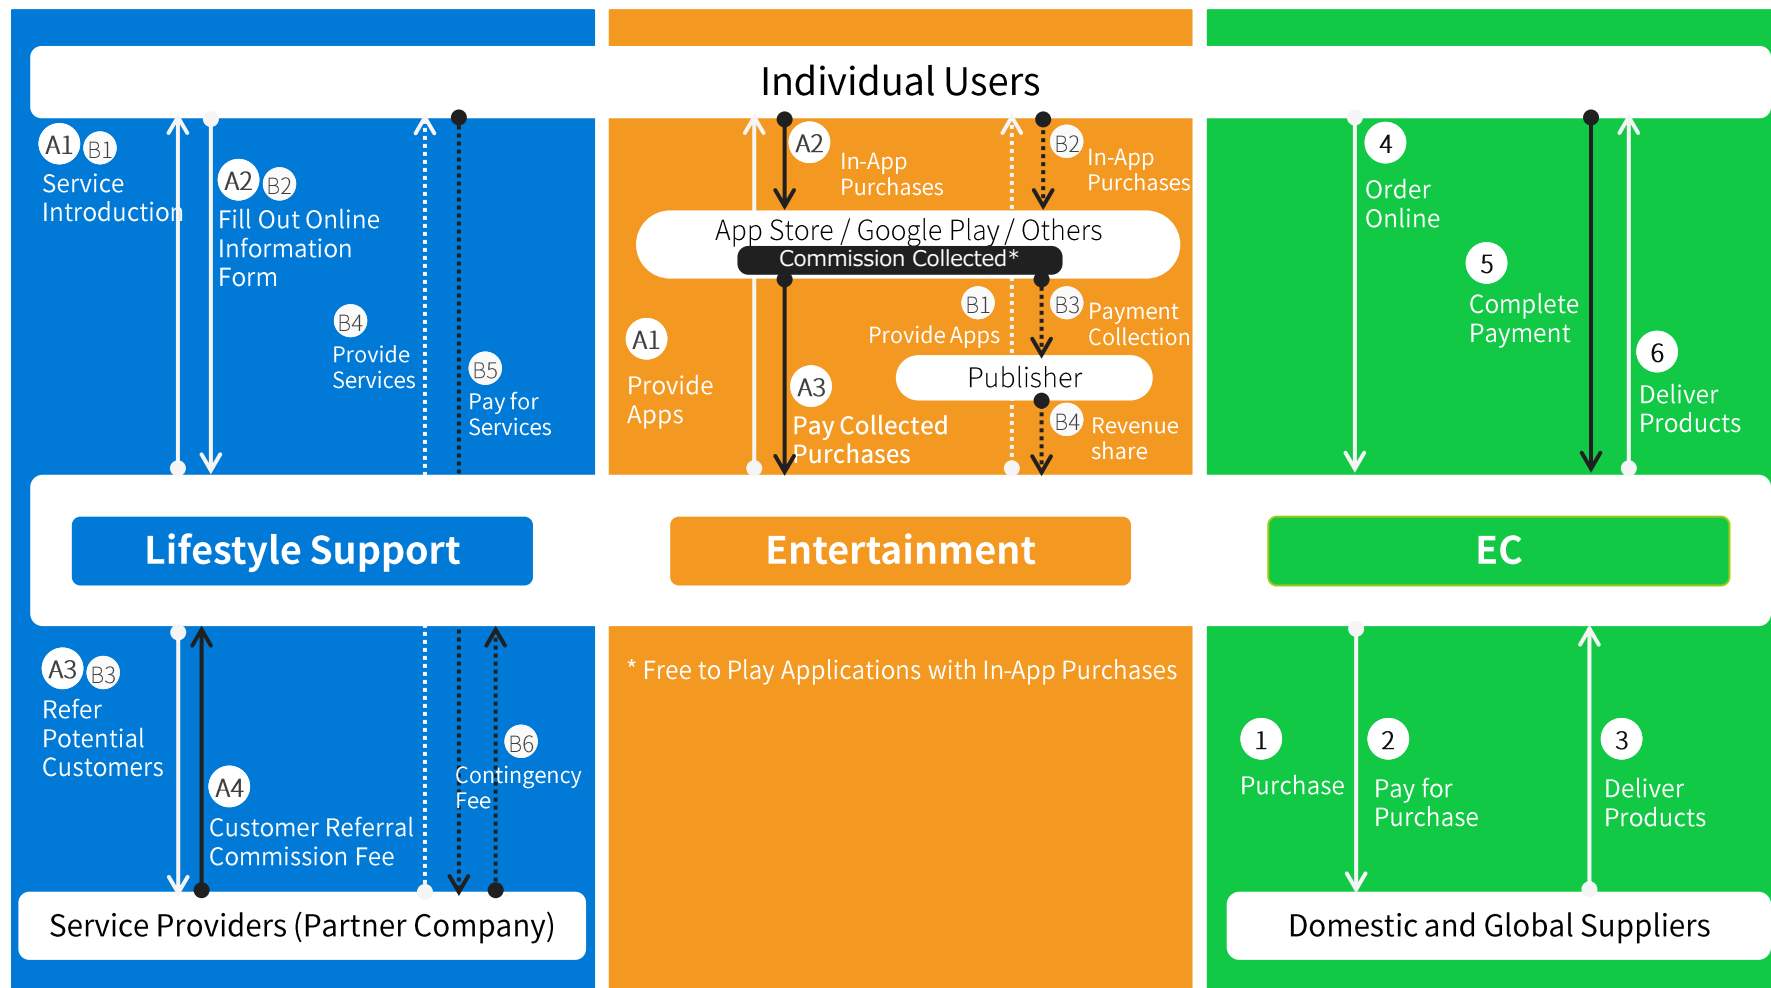 Individual Users
A1 B1
Service
Introduction
A2 B2
Fill Out Online
Information
Form
B4
Provide
Services
B5
Pay for
Services
A2
In-App
Purchases
B2
In-App
Purchases
App Store / Google Play / Others
Commission Collected*
A1
Provide
Apps
B1
Provide Apps
B3
Payment
Collection
Publisher
A3
Pay Collected
Purchases
B4
Revenue
share
4
Order
Online
5
Complete
Payment
6
Deliver
Products
Lifestyle Support
Entertainment
EC
A3 B3
Refer
Potential
Customers
A4
Customer Referral
Commission Fee
B6
Contingency
Fee
Service Providers (Partner Company)
* Free to Play Applications with In-App Purchases
1
Purchase
2
Pay for
Purchase
3
Deliver
Products
Domestic and Global Suppliers